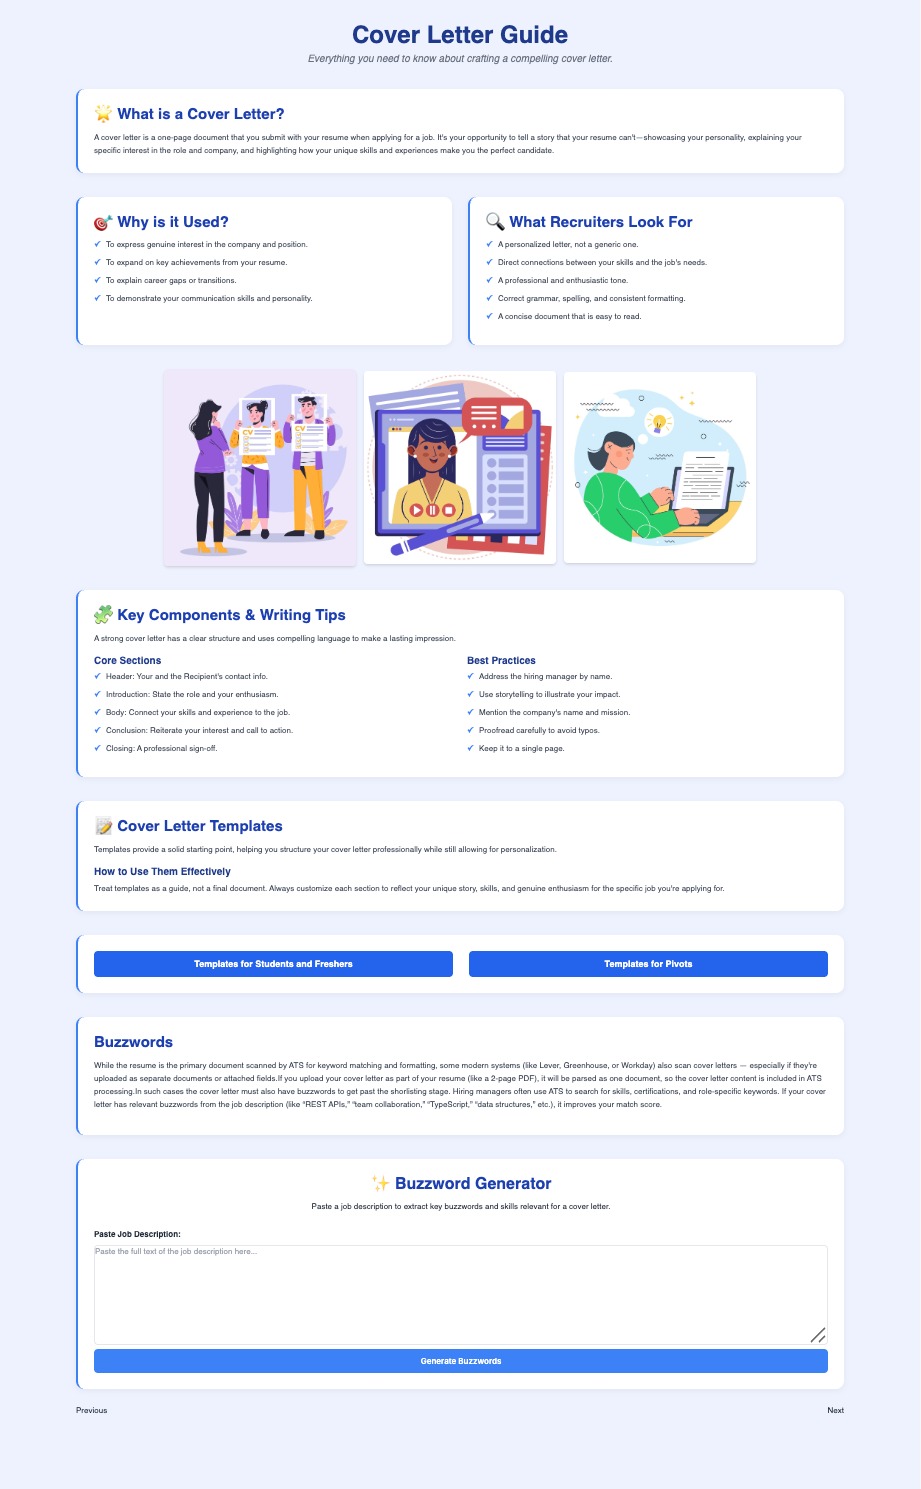 Cover Letter Guide
Everything you need to know about crafting a compelling cover letter.
What is a Cover Letter?
A cover letter is a one-page document that you submit with your resume when applying for a job. It's your opportunity to tell a story that your resume can't—showcasing your personality, explaining your
specific interest in the role and company, and highlighting how your unique skills and experiences make you the perfect candidate.
Why is it Used?
✔ To express genuine interest in the company and position.
✔ To expand on key achievements from your resume.
✔ To explain career gaps or transitions.
✔ To demonstrate your communication skills and personality.
What Recruiters Look For
✔ A personalized letter, not a generic one.
✔ Direct connections between your skills and the job's needs.
✔ A professional and enthusiastic tone.
✔ Correct grammar, spelling, and consistent formatting.
✔ A concise document that is easy to read.
CV
CV
Key Components & Writing Tips
A strong cover letter has a clear structure and uses compelling language to make a lasting impression.
Core Sections
✔ Header: Your and the Recipient's contact info.
✔ Introduction: State the role and your enthusiasm.
✔ Body: Connect your skills and experience to the job.
✔ Conclusion: Reiterate your interest and call to action.
✔ Closing: A professional sign-off.
Best Practices
✔ Address the hiring manager by name.
✔ Use storytelling to illustrate your impact.
✔ Mention the company's name and mission.
✔ Proofread carefully to avoid typos.
✔ Keep it to a single page.
Cover Letter Templates
Templates provide a solid starting point, helping you structure your cover letter professionally while still allowing for personalization.
How to Use Them Effectively
Treat templates as a guide, not a final document. Always customize each section to reflect your unique story, skills, and genuine enthusiasm for the specific job you're applying for.
Templates for Students and Freshers
Templates for Pivots
Buzzwords
While the resume is the primary document scanned by ATS for keyword matching and formatting, some modern systems (like Lever, Greenhouse, or Workday) also scan cover letters — especially if they're
uploaded as separate documents or attached fields.If you upload your cover letter as part of your resume (like a 2-page PDF), it will be parsed as one document, so the cover letter content is included in ATS
processing.In such cases the cover letter must also have buzzwords to get past the shorlisting stage. Hiring managers often use ATS to search for skills, certifications, and role-specific keywords. If your cover
letter has relevant buzzwords from the job description (like “REST APIs,” “team collaboration,” “TypeScript,” “data structures,” etc.), it improves your match score.
Buzzword Generator
Paste a job description to extract key buzzwords and skills relevant for a cover letter.
Paste Job Description:
Paste the full text of the job description here...
Generate Buzzwords
Previous
Next